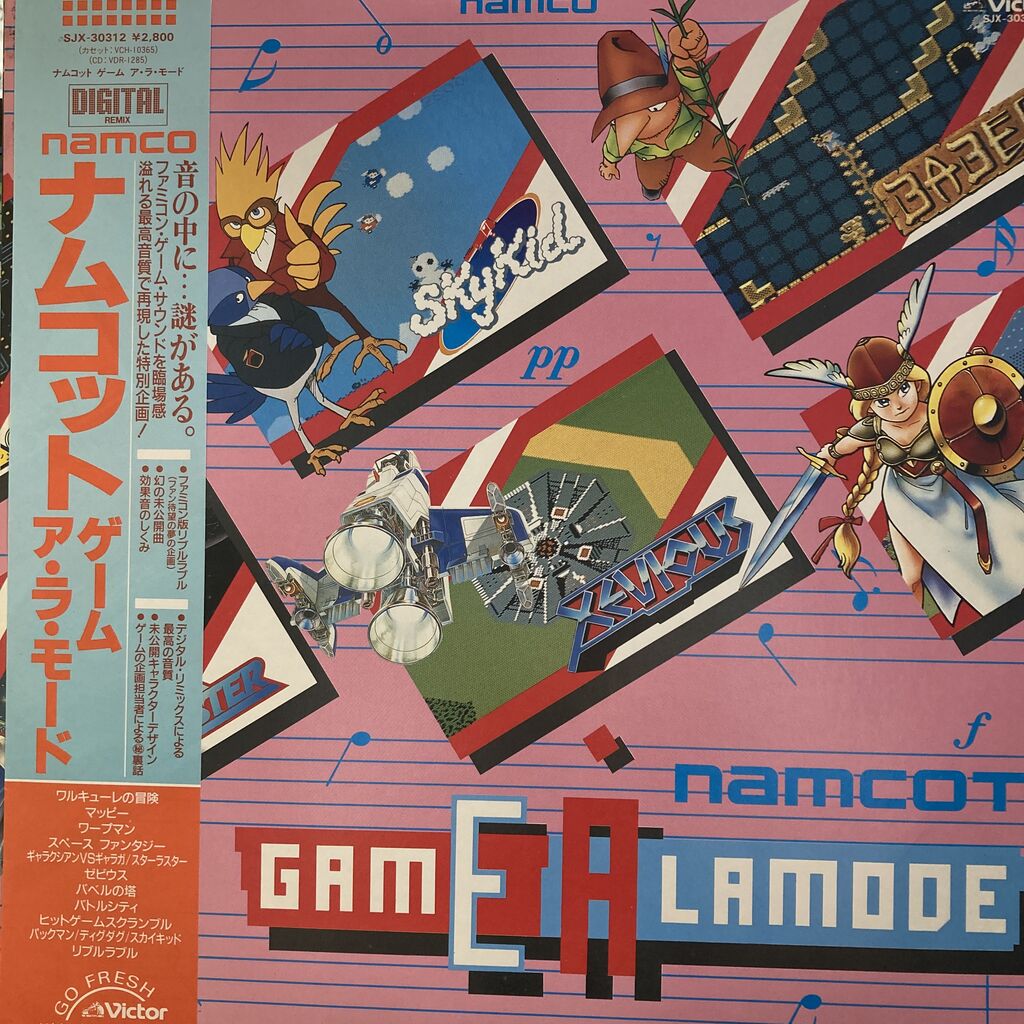 SJX-30312 ¥2,800
(カセット:VCH-10365)
(CD:VDR-1285)
ナムコット ゲーム ア・ラ・モード
DIGITAL
REMIX
namco
ナムコット ゲーム ア・ラ・モード
音の中に…謎がある。
ファミコン・ゲーム・サウンドを臨場感
溢れる最高音質で再現した特別企画!
●ファミコン版リブルラブル
(ファン待望の夢の企画)
●幻の未公開曲
●効果音のしくみ
●デジタル・リミックスによる
最高の音質
●未公開キャラクターデザイン
●ゲームの企画担当者による㊙裏話
ワルキューレの冒険
マッピー
ワープマン
スペース ファンタジー
ギャラクシアンVSギャラガ/スターラスター
ゼビウス
バベルの塔
バトルシティ
ヒットゲームスクランブル
パックマン/ディグダグ/スカイキッド
リブルラブル
GO FRESH
Victor
namco
Vic
SJX-303
SKyKid
BABE
pp
XEVIOUS
STER
f
namcot
GAME A LA MODE